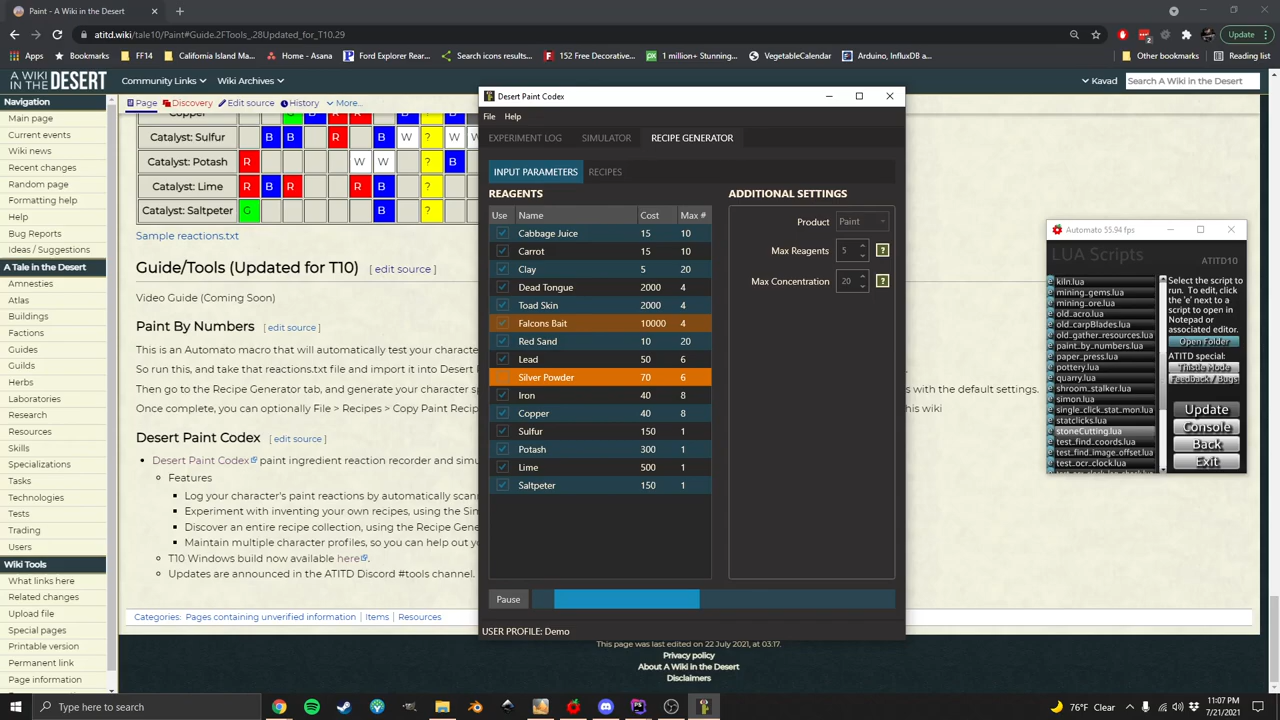 Paint - A Wiki in the Desert
atitd.wiki/tale10/Paint#Guide.2FTools_.28Updated_for_T10.29
Update
Apps
Bookmarks
California
FF14
Home - Asana
Ford Explorer Refe
Search icons result
152 Free Decorativ
1 million+ Stunning
VegetableCalendar
Arduino, InfluxDB a
Other bookmarks
Reading list
A WIKI
IN THE DESERT
Community Links
Wiki Archives
Kavad
Search A Wiki in the Desert
Navigation
Main page
Current events
Wiki news
Recent changes
Random page
Formatting help
Help
Bug Reports
Ideas / Suggestions
A Tale in the Desert
Amnesties
Atlas
Buildings
Factions
Guides
Guilds
Herbs
Laboratories
Research
Resources
Skills
Specializations
Tasks
Technologies
Tests
Trading
Users
Wiki Tools
What links here
Related changes
Upload file
Special pages
Printable version
Permanent link
Page information
Page
Discovery
Edit source
History
More...
Copper
Catalyst: Sulfur B B R W W
Catalyst: Potash R W W ? B
Catalyst: Lime R B R R B ?
Catalyst: Saltpeter G B ?
Sample reactions.txt
Guide/Tools (Updated for T10) [ edit source ]
Video Guide (Coming Soon)
Paint By Numbers [ edit source ]
This is an Automato macro that will automatically test your characte
So run this, and take that reactions.txt file and import it into Desert
Then go to the Recipe Generator tab, and generate your character s
th the default settings.
Once complete, you can optionally File > Recipes > Copy Paint Recip
his wiki
Desert Paint Codex [ edit source ]
Desert Paint Codex paint ingredient reaction recorder and simu
Features
Log your character's paint reactions by automatically scann
Experiment with inventing your own recipes, using the Sim
Discover an entire recipe collection, using the Recipe Gene
Maintain multiple character profiles, so you can help out y
T10 Windows build now available here.
Updates are announced in the ATITD Discord #tools channel.
Categories: Pages containing unverified information | Items | Resources
This page was last edited on 22 July 2021, at 03:17.
Privacy policy
About A Wiki in the Desert
Disclaimers
Desert Paint Codex
File Help
EXPERIMENT LOG SIMULATOR RECIPE GENERATOR
INPUT PARAMETERS RECIPES
REAGENTS
Use Name Cost Max #
Cabbage Juice 15 10
Carrot 15 10
Clay 5 20
Dead Tongue 2000 4
Toad Skin 2000 4
Falcons Bait 10000 4
Red Sand 10 20
Lead 50 6
Silver Powder 70 6
Iron 40 8
Copper 40 8
Sulfur 150 1
Potash 300 1
Lime 500 1
Saltpeter 150 1
ADDITIONAL SETTINGS
Product Paint
Max Reagents 5 ?
Max Concentration 20 ?
Pause
USER PROFILE: Demo
Automato 55.94 fps
LUA Scripts
ATITD10
kiln.lua
mining_gems.lua
mining_ore.lua
old_acro.lua
old_carpBlades.lua
old_gather_resources.lua
paint_by_numbers.lua
paper_press.lua
pottery.lua
quarry.lua
shroom_stalker.lua
simon.lua
single_click_stat_mon.lua
statclicks.lua
stoneCutting.lua
test_find_coords.lua
test_find_image_offset.lua
test_ocr_clock.lua
Select the script to
run. To edit, click
the 'e' next to a
script to open in
Notepad or
associated editor.
Open Folder
ATITD special:
Thistle Mode
Feedback / Bugs
Update
Console
Back
Exit
Type here to search
76°F Clear
11:07 PM
7/21/2021